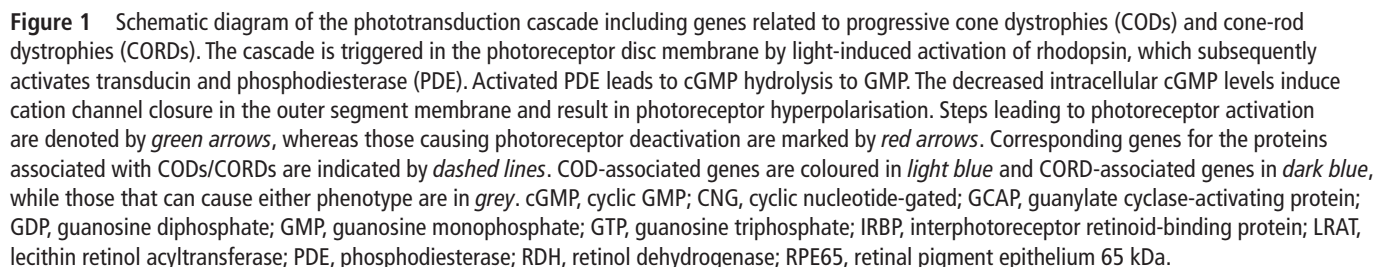 Figure 1 Schematic diagram of the phototransduction cascade including genes related to progressive cone dystrophies (CODs) and cone-rod
dystrophies (CORDs). The cascade is triggered in the photoreceptor disc membrane by light-induced activation of rhodopsin, which subsequently
activates transducin and phosphodiesterase (PDE). Activated PDE leads to cGMP hydrolysis to GMP. The decreased intracellular cGMP levels induce
cation channel closure in the outer segment membrane and result in photoreceptor hyperpolarisation. Steps leading to photoreceptor activation
are denoted by green arrows, whereas those causing photoreceptor deactivation are marked by red arrows. Corresponding genes for the proteins
associated with CODs/CORDs are indicated by dashed lines. COD-associated genes are coloured in light blue and CORD-associated genes in dark blue,
while those that can cause either phenotype are in grey. cGMP, cyclic GMP; CNG, cyclic nucleotide-gated; GCAP, guanylate cyclase-activating protein;
GDP, guanosine diphosphate; GMP, guanosine monophosphate; GTP, guanosine triphosphate; IRBP, interphotoreceptor retinoid-binding protein; LRAT,
lecithin retinol acyltransferase; PDE, phosphodiesterase; RDH, retinol dehydrogenase; RPE65, retinal pigment epithelium 65 kDa.